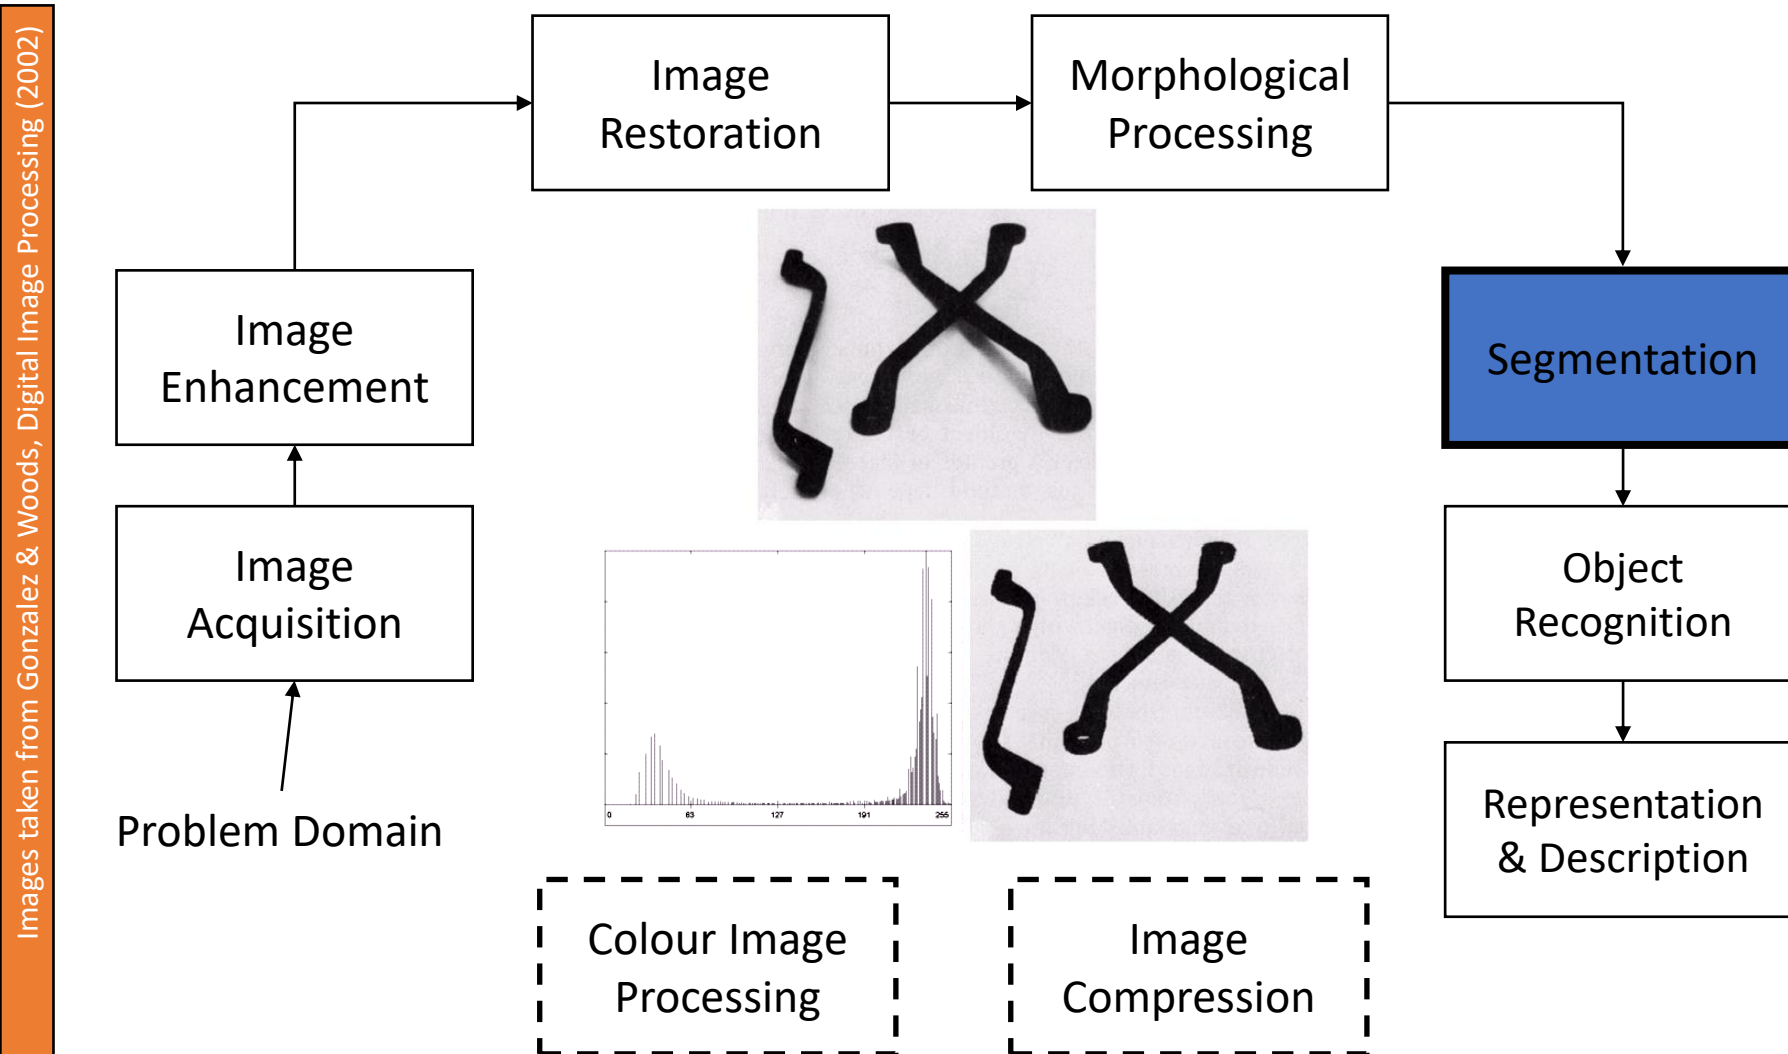 Images taken from Gonzalez & Woods, Digital Image Processing (2002)
Image
Restoration
Morphological
Processing
Image
Enhancement
Segmentation
Image
Acquisition
Object
Recognition
0 63 127 191 255
Problem Domain
Representation
& Description
Colour Image
Processing
Image
Compression